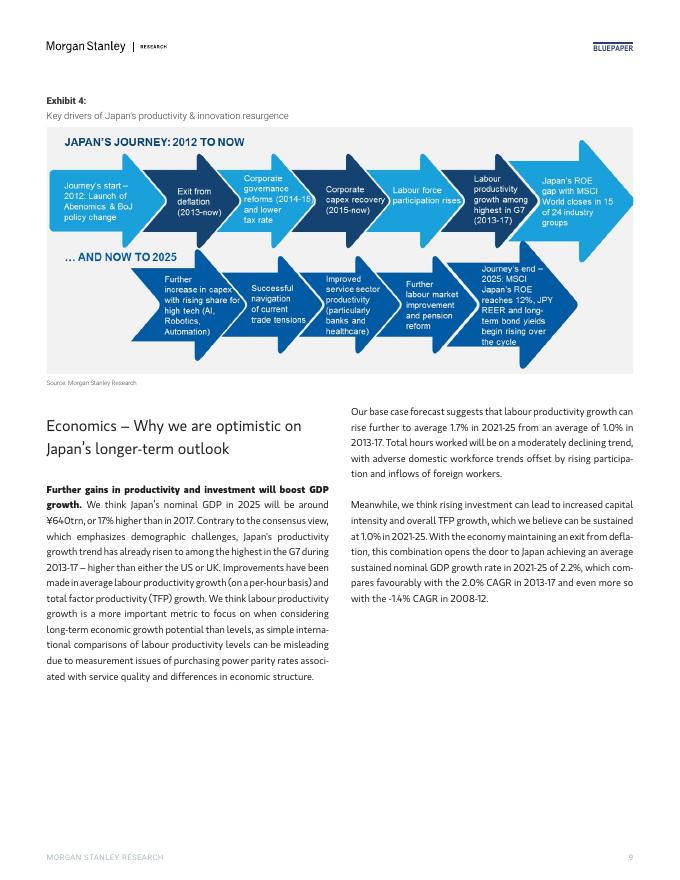 Morgan Stanley | RESEARCH
BLUEPAPER
Exhibit 4:
Key drivers of Japan's productivity & innovation resurgence
JAPAN'S JOURNEY: 2012 TO NOW
Journey's start –
2012: Launch of
Abenomics & BoJ
policy change
Exit from
deflation
(2013-now)
Corporate
governance
reforms (2014-15)
and lower
tax rate
Corporate
capex recovery
(2015-now)
Labour force
participation rises
Labour
productivity
growth among
highest in G7
(2013-17)
Japan's ROE
gap with MSCI
World closes in 15
of 24 industry
groups
... AND NOW TO 2025
Further
increase in capex
with rising share for
high tech (AI,
Robotics,
Automation)
Successful
navigation
of current
trade tensions
Improved
service sector
productivity
(particularly
banks and
healthcare)
Further
labour market
improvement
and pension
reform
Journey's end –
2025: MSCI
Japan's ROE
reaches 12%, JPY
REER and long-
term bond yields
begin rising over
the cycle
Source: Morgan Stanley Research
Economics – Why we are optimistic on
Japan's longer-term outlook
Further gains in productivity and investment will boost GDP
growth. We think Japan's nominal GDP in 2025 will be around
¥640trn, or 17% higher than in 2017. Contrary to the consensus view,
which emphasizes demographic challenges, Japan's productivity
growth trend has already risen to among the highest in the G7 during
2013-17 – higher than either the US or UK. Improvements have been
made in average labour productivity growth (on a per-hour basis) and
total factor productivity (TFP) growth. We think labour productivity
growth is a more important metric to focus on when considering
long-term economic growth potential than levels, as simple interna-
tional comparisons of labour productivity levels can be misleading
due to measurement issues of purchasing power parity rates associ-
ated with service quality and differences in economic structure.
Our base case forecast suggests that labour productivity growth can
rise further to average 1.7% in 2021-25 from an average of 1.0% in
2013-17. Total hours worked will be on a moderately declining trend,
with adverse domestic workforce trends offset by rising participa-
tion and inflows of foreign workers.
Meanwhile, we think rising investment can lead to increased capital
intensity and overall TFP growth, which we believe can be sustained
at 1.0% in 2021-25. With the economy maintaining an exit from defla-
tion, this combination opens the door to Japan achieving an average
sustained nominal GDP growth rate in 2021-25 of 2.2%, which com-
pares favourably with the 2.0% CAGR in 2013-17 and even more so
with the -1.4% CAGR in 2008-12.
MORGAN STANLEY RESEARCH
9